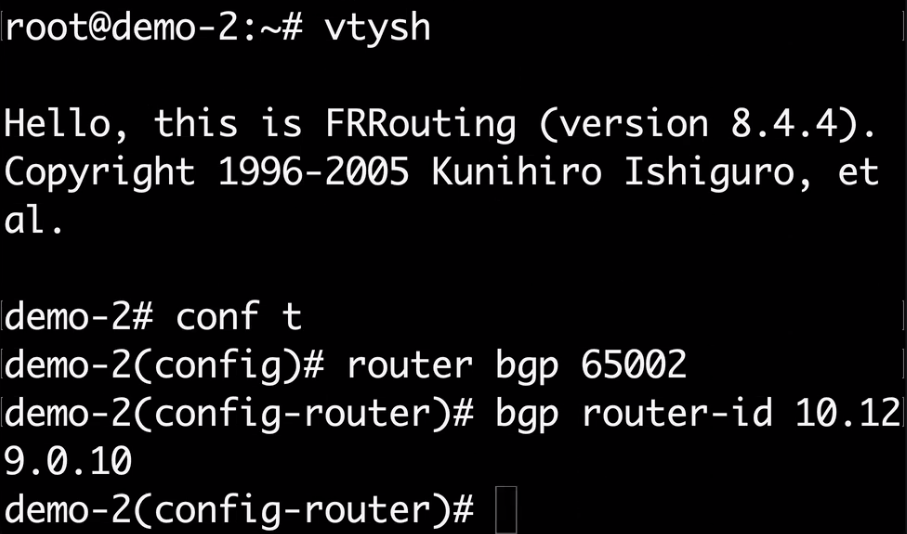 root@demo-2:~# vtysh
Hello, this is FRRouting (version 8.4.4).
Copyright 1996-2005 Kunihiro Ishiguro, et
al.
demo-2# conf t
demo-2(config)# router bgp 65002
demo-2(config-router)# bgp router-id 10.12
9.0.10
demo-2(config-router)#